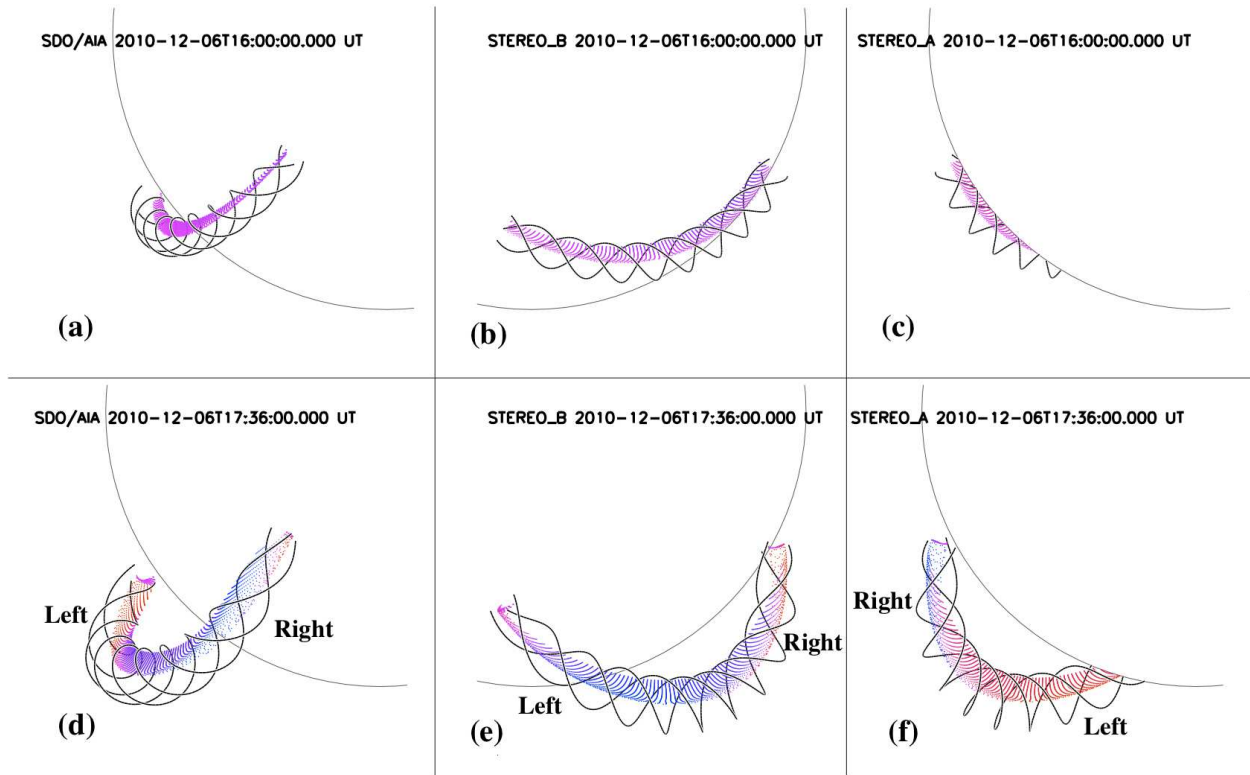 SDO/AIA 2010-12-06T16:00:00.000 UT
STEREO_B 2010-12-06T16:00:00.000 UT
STEREO_A 2010-12-06T16:00:00.000 UT
(a)
(b)
(c)
SDO/AIA 2010-12-06T17:36:00.000 UT
STEREO_B 2010-12-06T17:36:00.000 UT
STEREO_A 2010-12-06T17:36:00.000 UT
Left
Right
(d)
Left
Right
(e)
Right
Left
(f)